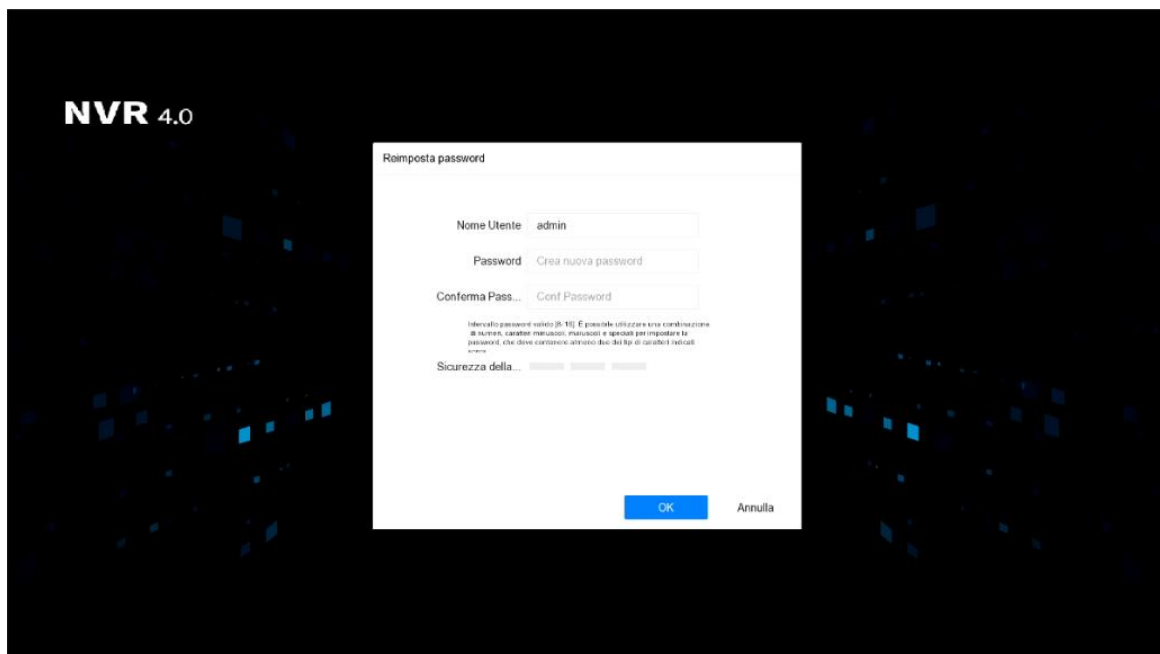 NVR 4.0
Reimposta password
Nome Utente admin
Password Crea nuova password
Conferma Pass... Conf Password
Intervallo password valido [8-16]. È possibile utilizzare una combinazione
di numeri, caratteri minuscoli, maiuscoli e speciali per impostare la
password, che deve contenere almeno due dei tipi di caratteri indicati
Sicurezza della...
OK Annulla